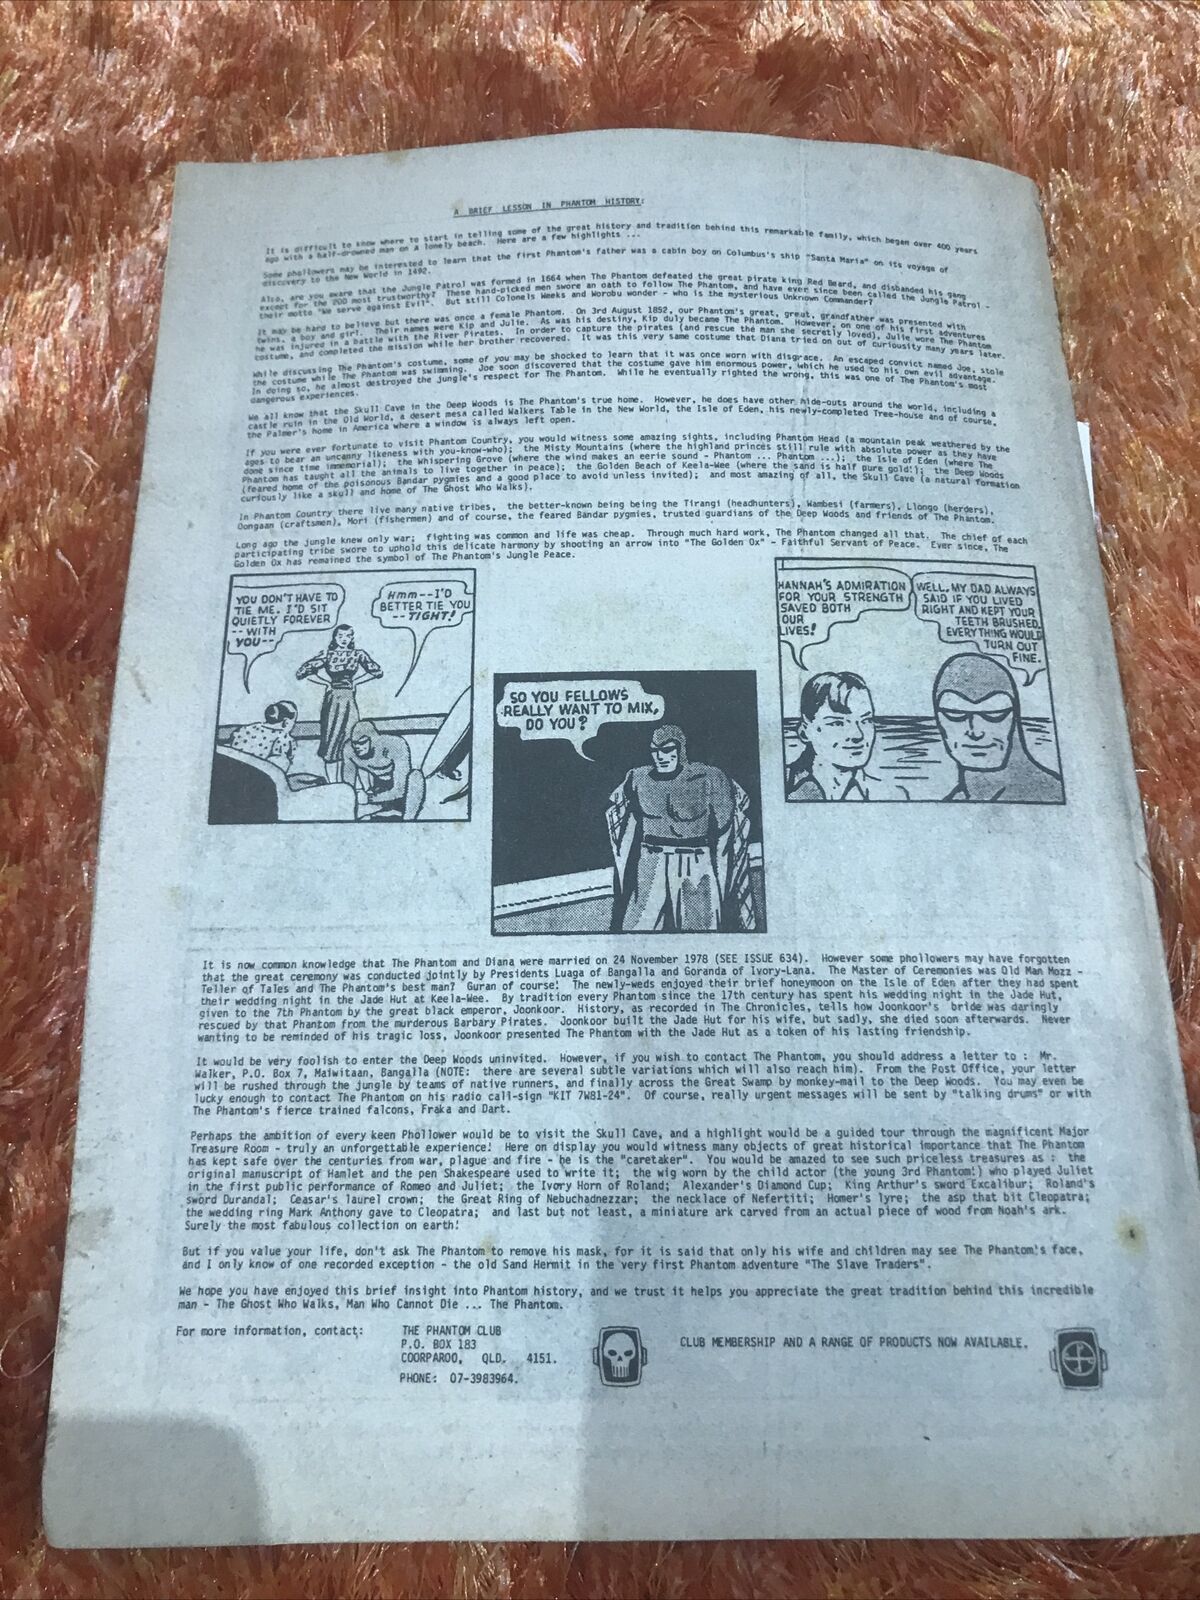 A BRIEF LESSON IN PHANTOM HISTORY:
It is difficult to know where to start in telling some of the great history and tradition behind this remarkable family, which began over 400 years
ago with a half-drowned man on a lonely beach. Here are a few highlights ...
Some phollowers may be interested to learn that the first Phantom's father was a cabin boy on Columbus's ship "Santa Maria" on its voyage of
discovery to the New World in 1492.
Also, are you aware that the Jungle Patrol was formed in 1664 when The Phantom defeated the great pirate king Red Beard, and disbanded his gang
except for the 200 most trustworthy? These hand-picked men swore an oath to follow The Phantom, and have ever since been called the Jungle Patrol -
their motto "We serve against Evil". But still Colonels Weeks and Worobu wonder - who is the mysterious Unknown Commander?
It may be hard to believe but there was once a female Phantom. On 3rd August 1852, our Phantom's great, great, grandfather was presented with
twins, a boy and girl. Their names were Kip and Julie. As was his destiny, Kip duly became The Phantom. However, on one of his first adventures
he was injured in a battle with the River Pirates. In order to capture the pirates (and rescue the man she secretly loved), Julie wore The Phantom
costume, and completed the mission while her brother recovered. It was this very same costume that Diana tried on out of curiosity many years later.
While discussing The Phantom's costume, some of you may be shocked to learn that it was once worn with disgrace. An escaped convict named Joe, stole
the costume while The Phantom was swimming. Joe soon discovered that the costume gave him enormous power, which he used to his own evil advantage.
In doing so, he almost destroyed the jungle's respect for The Phantom. While he eventually righted the wrong, this was one of The Phantom's most
dangerous experiences.
We all know that the Skull Cave in the Deep Woods is The Phantom's true home. However, he does have other hide-outs around the world, including a
castle ruin in the Old World, a desert mesa called Walkers Table in the New World, the Isle of Eden, his newly-completed Tree-house and of course,
the Palmer's home in America where a window is always left open.
If you were ever fortunate to visit Phantom Country, you would witness some amazing sights, including Phantom Head (a mountain peak weathered by the
ages to bear an uncanny likeness with you-know-who); the Misty Mountains (where the highland princes still rule with absolute power as they have
done since time immemorial); the Whispering Grove (where the wind makes an eerie sound - Phantom ... Phantom ...); the Isle of Eden (where The
Phantom has taught all the animals to live together in peace); the Golden Beach of Keela-Wee (where the sand is half pure gold!); the Deep Woods
(feared home of the poisonous Bandar pygmies and a good place to avoid unless invited); and most amazing of all, the Skull Cave (a natural formation
curiously like a skull and home of The Ghost Who Walks).
In Phantom Country there live many native tribes, the better-known being being the Tirangi (headhunters), Wambesi (farmers), Llongo (herders),
Oongaan (craftsmen), Mori (fishermen) and of course, the feared Bandar pygmies, trusted guardians of the Deep Woods and friends of The Phantom.
Long ago the jungle knew only war; fighting was common and life was cheap. Through much hard work, The Phantom changed all that. The chief of each
participating tribe swore to uphold this delicate harmony by shooting an arrow into "The Golden Ox" - Faithful Servant of Peace. Ever since, The
Golden Ox has remained the symbol of The Phantom's Jungle Peace.
YOU DON'T HAVE TO
TIE ME. I'D SIT
QUIETLY FOREVER
--WITH
YOU--
Hmm--I'D
BETTER TIE YOU
--TIGHT!
SO YOU FELLOWS
REALLY WANT TO MIX,
DO YOU?
HANNAH'S ADMIRATION
FOR YOUR STRENGTH
SAVED BOTH
OUR
LIVES!
WELL, MY DAD ALWAYS
SAID IF YOU LIVED
RIGHT AND KEPT YOUR
TEETH BRUSHED,
EVERYTHING WOULD
TURN OUT
FINE.
It is now common knowledge that The Phantom and Diana were married on 24 November 1978 (SEE ISSUE 634). However some phollowers may have forgotten
that the great ceremony was conducted jointly by Presidents Luaga of Bangalla and Goranda of Ivory-Lana. The Master of Ceremonies was Old Man Mozz -
Teller of Tales and The Phantom's best man? Guran of course! The newly-weds enjoyed their brief honeymoon on the Isle of Eden after they had spent
their wedding night in the Jade Hut at Keela-Wee. By tradition every Phantom since the 17th century has spent his wedding night in the Jade Hut,
given to the 7th Phantom by the great black emperor, Joonkoor. History, as recorded in The Chronicles, tells how Joonkoor's bride was daringly
rescued by that Phantom from the murderous Barbary Pirates. Joonkoor built the Jade Hut for his wife, but sadly, she died soon afterwards. Never
wanting to be reminded of his tragic loss, Joonkoor presented The Phantom with the Jade Hut as a token of his lasting friendship.
It would be very foolish to enter the Deep Woods uninvited. However, if you wish to contact The Phantom, you should address a letter to : Mr.
Walker, P.O. Box 7, Maiwitaan, Bangalla (NOTE: there are several subtle variations which will also reach him). From the Post Office, your letter
will be rushed through the jungle by teams of native runners, and finally across the Great Swamp by monkey-mail to the Deep Woods. You may even be
lucky enough to contact The Phantom on his radio call-sign "KIT 7W81-24". Of course, really urgent messages will be sent by "talking drums" or with
The Phantom's fierce trained falcons, Fraka and Dart.
Perhaps the ambition of every keen Phollower would be to visit the Skull Cave, and a highlight would be a guided tour through the magnificent Major
Treasure Room - truly an unforgettable experience! Here on display you would witness many objects of great historical importance that The Phantom
has kept safe over the centuries from war, plague and fire - he is the "caretaker". You would be amazed to see such priceless treasures as : the
original manuscript of Hamlet and the pen Shakespeare used to write it; the wig worn by the child actor (the young 3rd Phantom!) who played Juliet
in the first public performance of Romeo and Juliet; the Ivory Horn of Roland; Alexander's Diamond Cup; King Arthur's sword Excalibur; Roland's
sword Durandal; Ceasar's laurel crown; the Great Ring of Nebuchadnezzar; the necklace of Nefertiti; Homer's lyre; the asp that bit Cleopatra;
the wedding ring Mark Anthony gave to Cleopatra; and last but not least, a miniature ark carved from an actual piece of wood from Noah's ark.
Surely the most fabulous collection on earth!
But if you value your life, don't ask The Phantom to remove his mask, for it is said that only his wife and children may see The Phantom's face,
and I only know of one recorded exception - the old Sand Hermit in the very first Phantom adventure "The Slave Traders".
We hope you have enjoyed this brief insight into Phantom history, and we trust it helps you appreciate the great tradition behind this incredible
man - The Ghost Who Walks, Man Who Cannot Die ... The Phantom.
For more information, contact:
THE PHANTOM CLUB
P.O. BOX 183
COORPAROO, QLD. 4151.
PHONE: 07-3983964.
CLUB MEMBERSHIP AND A RANGE OF PRODUCTS NOW AVAILABLE.